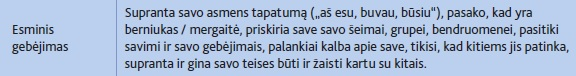 Esminis
gebėjimas
Supranta savo asmens tapatumą („aš esu, buvau, būsiu“), pasako, kad yra
berniukas / mergaitė, priskiria save savo šeimai, grupei, bendruomenei, pasitiki
savimi ir savo gebėjimais, palankiai kalba apie save, tikisi, kad kitiems jis patinka,
supranta ir gina savo teises būti ir žaisti kartu su kitais.